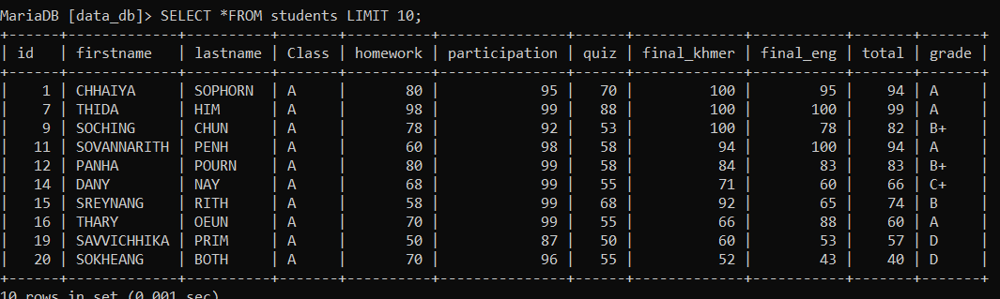 MariaDB [data_db]> SELECT *FROM students LIMIT 10;
+------+-------------+----------+-------+----------+---------------+------+-------------+-----------+-------+-------+
| id   | firstname   | lastname | Class | homework | participation | quiz | final_khmer | final_eng | total | grade |
+------+-------------+----------+-------+----------+---------------+------+-------------+-----------+-------+-------+
|    1 | CHHAIYA     | SOPHORN  | A     |       80 |            95 |   70 |         100 |        95 |    94 | A     |
|    7 | THIDA       | HIM      | A     |       98 |            99 |   88 |         100 |       100 |    99 | A     |
|    9 | SOCHING     | CHUN     | A     |       78 |            92 |   53 |         100 |        78 |    82 | B+    |
|   11 | SOVANNARITH | PENH     | A     |       60 |            98 |   58 |          94 |       100 |    94 | A     |
|   12 | PANHA       | POURN    | A     |       80 |            99 |   58 |          84 |        83 |    83 | B+    |
|   14 | DANY        | NAY      | A     |       68 |            99 |   55 |          71 |        60 |    66 | C+    |
|   15 | SREYNANG    | RITH     | A     |       58 |            99 |   68 |          92 |        65 |    74 | B     |
|   16 | THARY       | OEUN     | A     |       70 |            99 |   55 |          66 |        88 |    60 | A     |
|   19 | SAVVICHHIKA | PRIM     | A     |       50 |            87 |   50 |          60 |        53 |    57 | D     |
|   20 | SOKHEANG    | BOTH     | A     |       70 |            96 |   55 |          52 |        43 |    40 | D     |
+------+-------------+----------+-------+----------+---------------+------+-------------+-----------+-------+-------+
10 rows in set (0.001 sec)